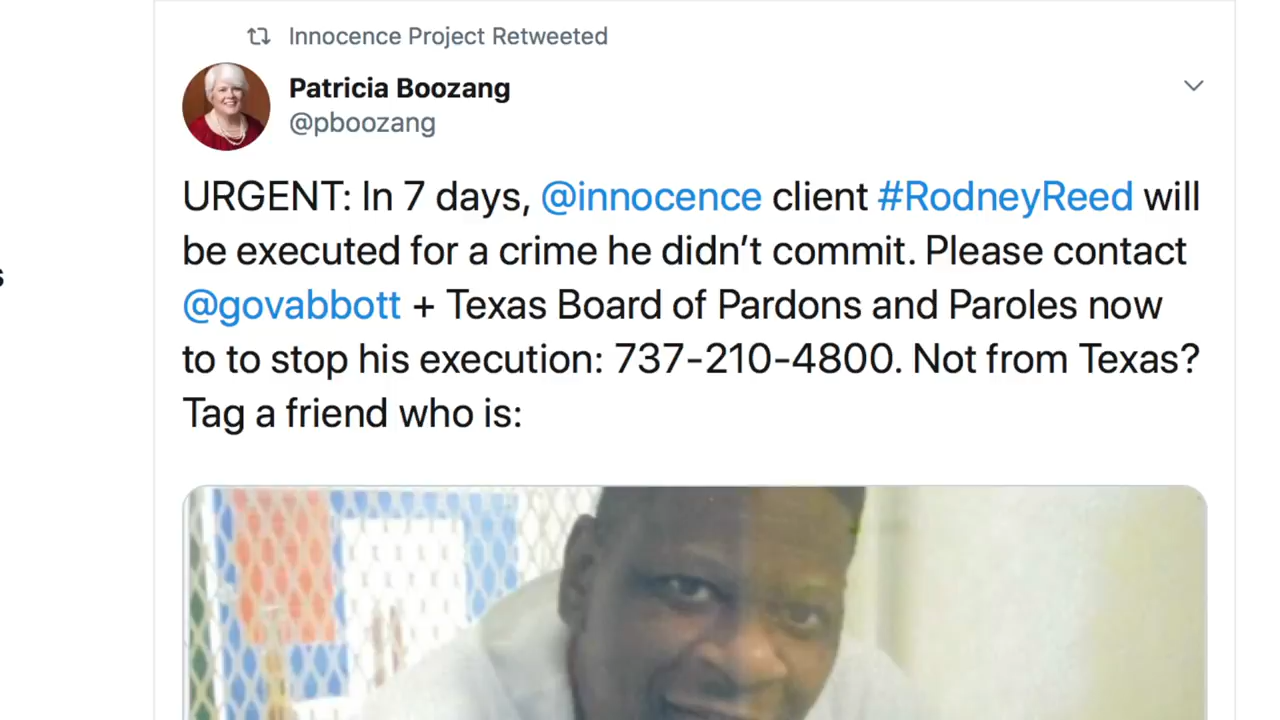 Innocence Project Retweeted
Patricia Boozang
@pboozang
URGENT: In 7 days, @innocence client #RodneyReed will
be executed for a crime he didn’t commit. Please contact
@govabbott + Texas Board of Pardons and Paroles now
to to stop his execution: 737-210-4800. Not from Texas?
Tag a friend who is:
s